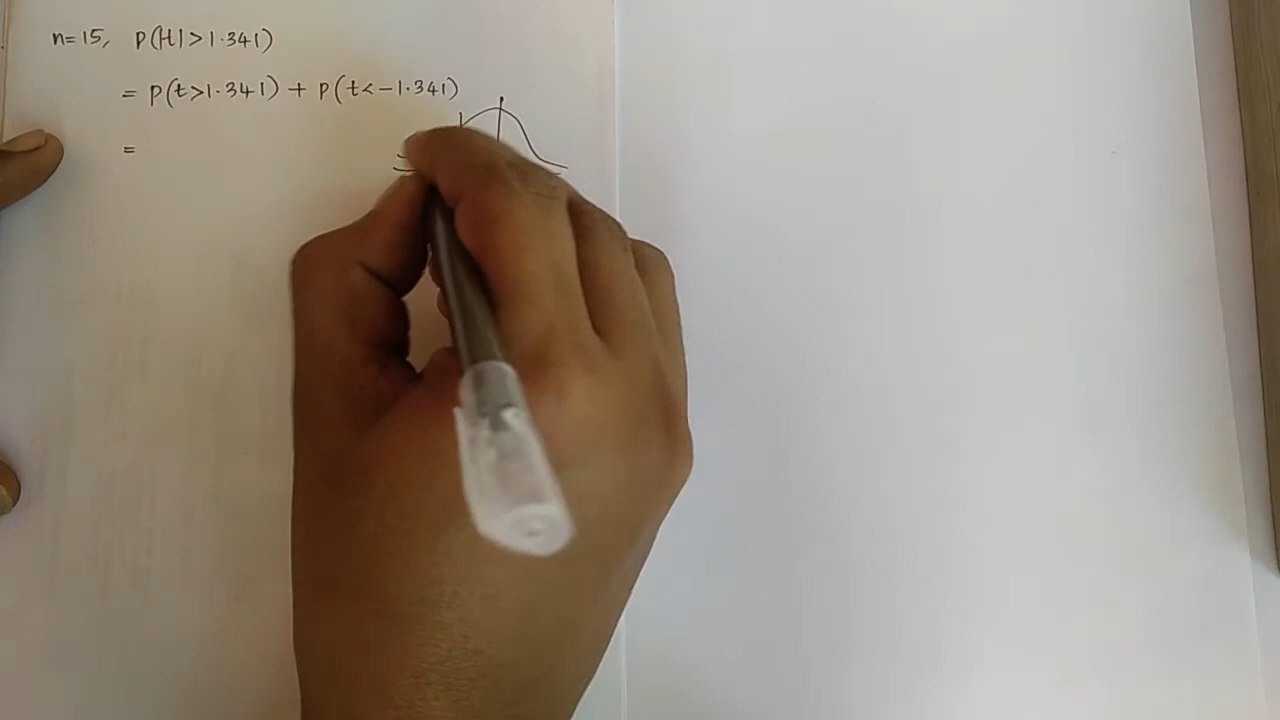 n=15, P(|t|>1.341)
= P(t>1.341) + P(t<-1.341)
=